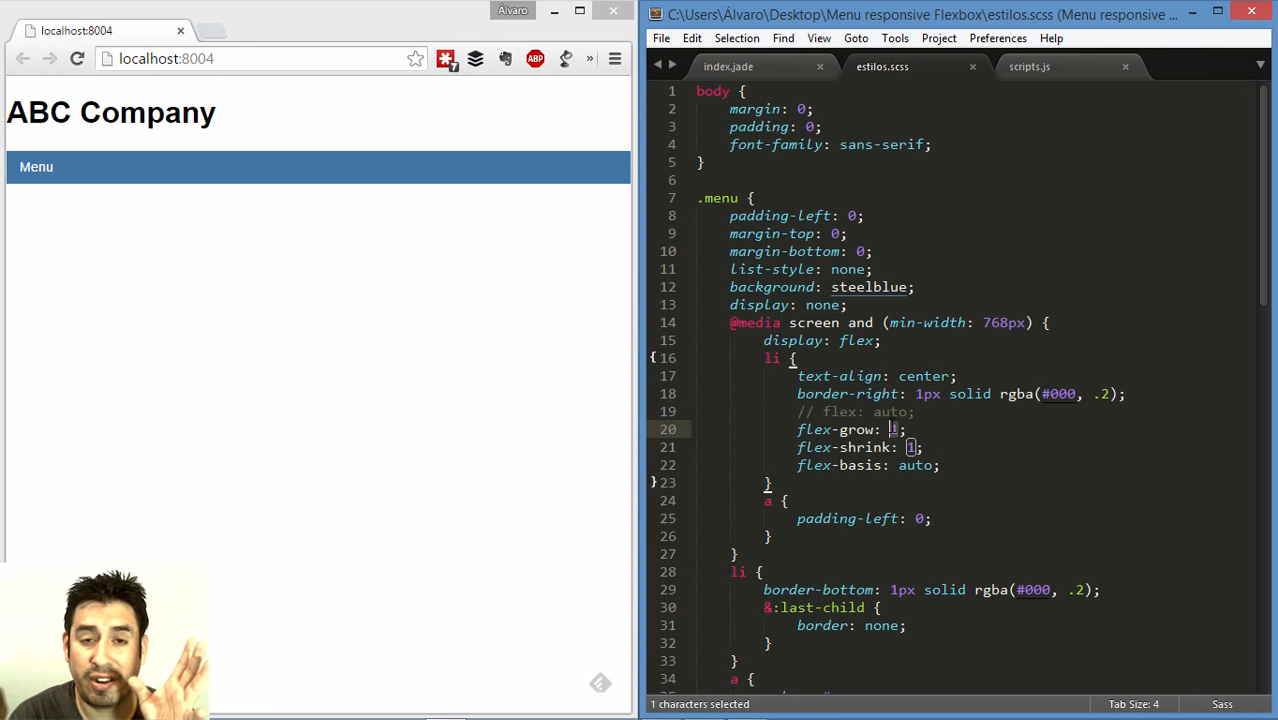 Álvaro
localhost:8004
localhost:8004
7
ABP
»
ABC Company
Menu
C:\Users\Álvaro\Desktop\Menu responsive Flexbox\estilos.scss (Menu responsive ...
File Edit Selection Find View Goto Tools Project Preferences Help
index.jade estilos.scss scripts.js
1 body {
2 margin: 0;
3 padding: 0;
4 font-family: sans-serif;
5 }
6
7 .menu {
8 padding-left: 0;
9 margin-top: 0;
10 margin-bottom: 0;
11 list-style: none;
12 background: steelblue;
13 display: none;
14 @media screen and (min-width: 768px) {
15 display: flex;
16 li {
17 text-align: center;
18 border-right: 1px solid rgba(#000, .2);
19 // flex: auto;
20 flex-grow: 1;
21 flex-shrink: 1;
22 flex-basis: auto;
23 }
24 a {
25 padding-left: 0;
26 }
27 }
28 li {
29 border-bottom: 1px solid rgba(#000, .2);
30 &:last-child {
31 border: none;
32 }
33 }
34 a {
1 characters selected Tab Size: 4 Sass